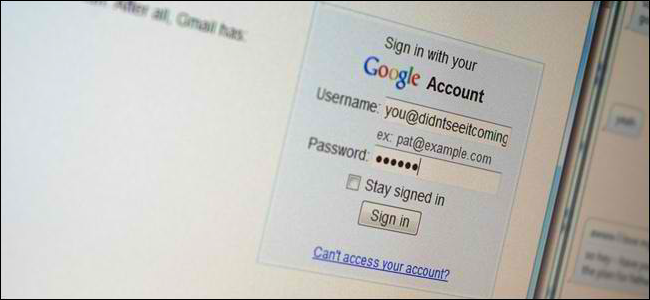 After all, Gmail has:
Sign in with your
Google Account
Username: you@didntseeitcoming
ex: pat@example.com
Password: ••••••
Stay signed in
Sign in
Can't access your account?
yeah.